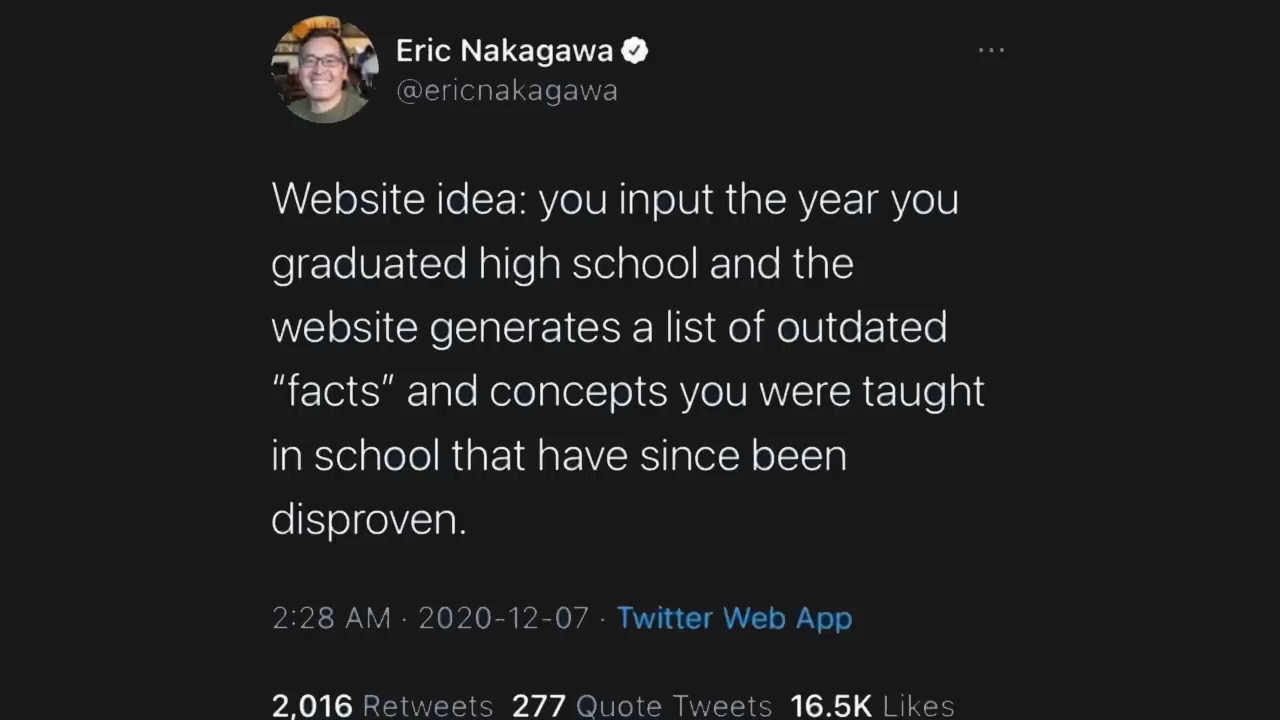 Eric Nakagawa
@ericnakagawa
Website idea: you input the year you
graduated high school and the
website generates a list of outdated
“facts” and concepts you were taught
in school that have since been
disproven.
2:28 AM · 2020-12-07 · Twitter Web App
2,016 Retweets 277 Quote Tweets 16.5K Likes